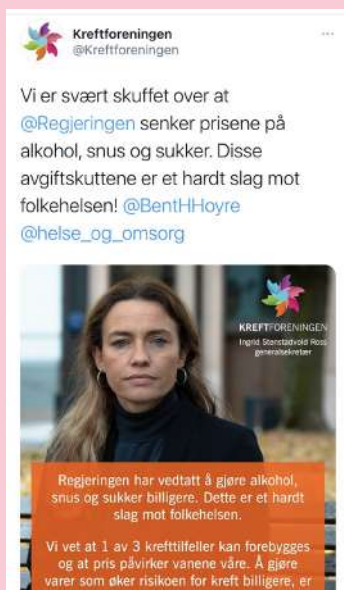 Kreftforeningen
@Kreftforeningen
Vi er svært skuffet over at
@Regjeringen senker prisene på
alkohol, snus og sukker. Disse
avgiftskuttene er et hardt slag mot
folkehelsen! @BentHHoyre
@helse_og_omsorg
KREFTFORENINGEN
Ingrid Stenstadvold Ross
generalsekretær
Regjeringen har vedtatt å gjøre alkohol,
snus og sukker billigere. Dette er et hardt
slag mot folkehelsen.
Vi vet at 1 av 3 krefttilfeller kan forebygges
og at pris påvirker vanene våre. Å gjøre
varer som øker risikoen for kreft billigere, er